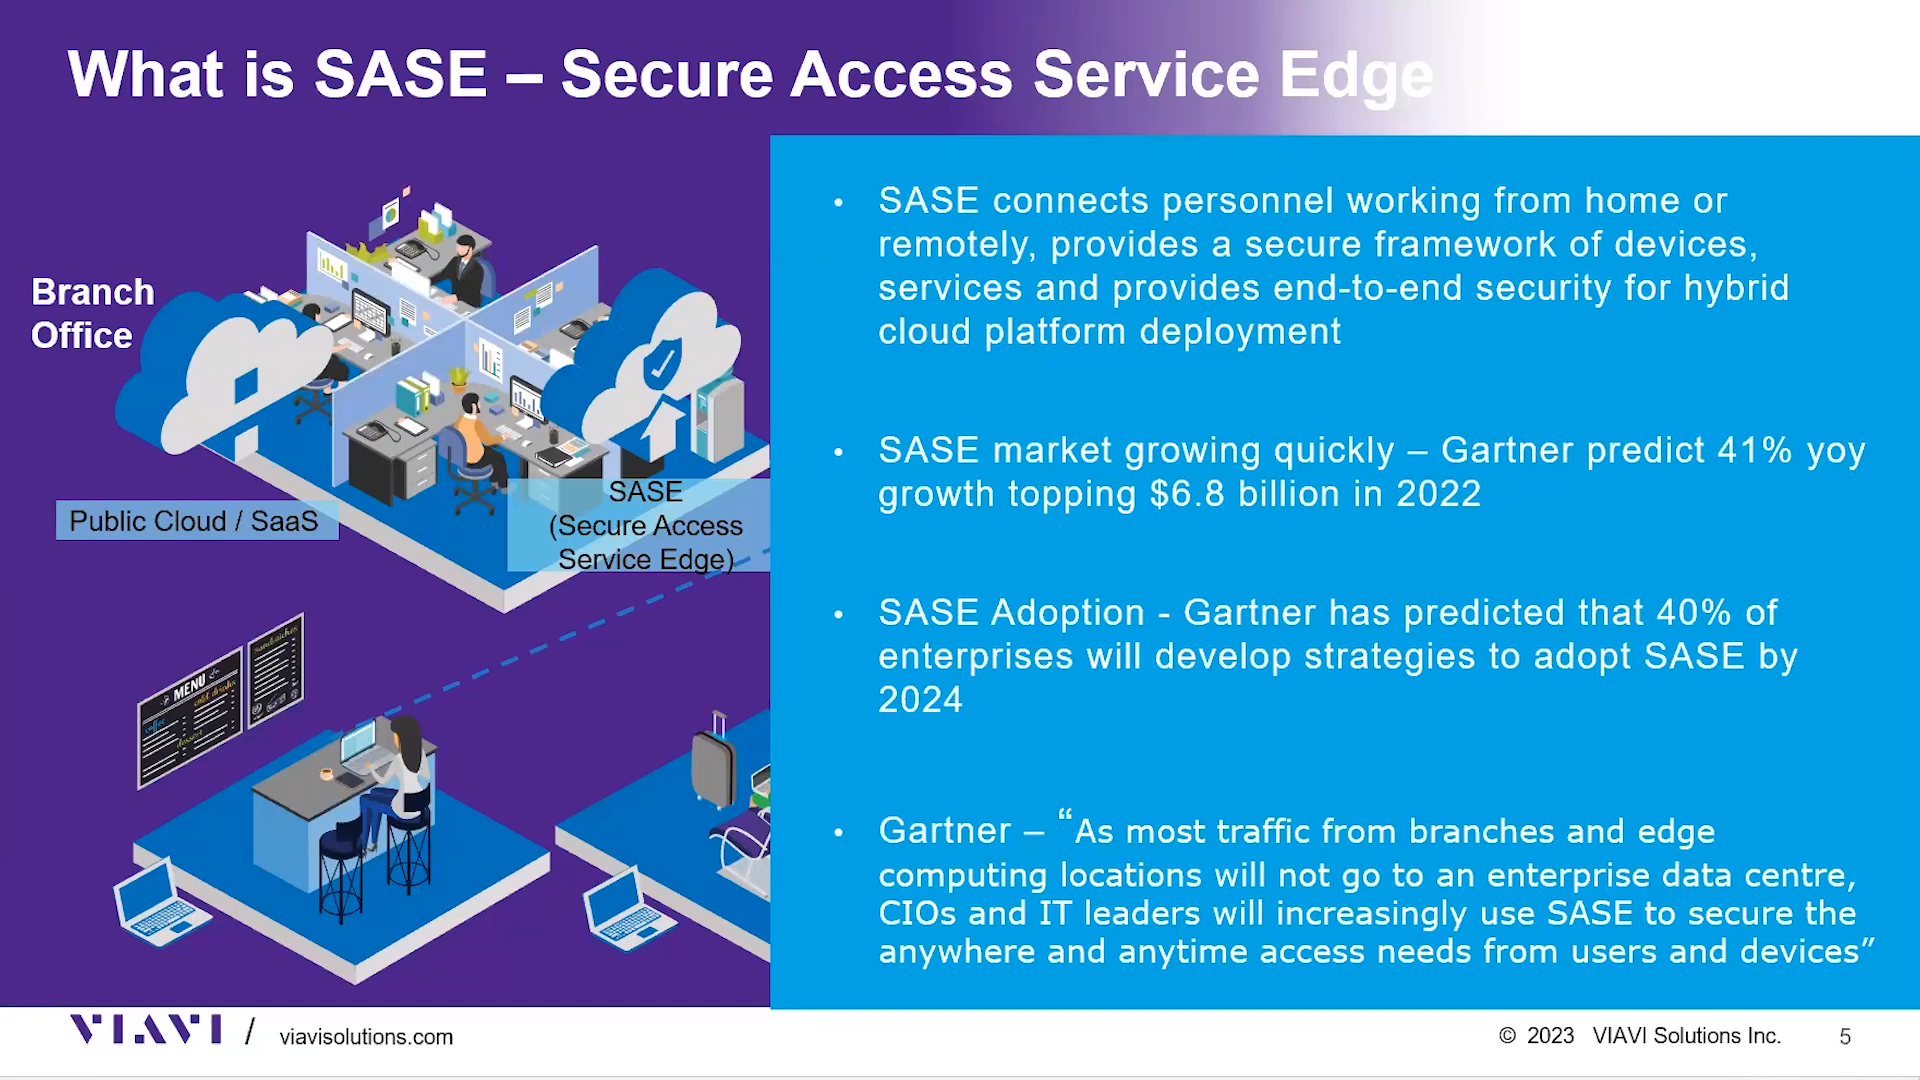 What is SASE – Secure Access Service Edge
Branch
Office
Public Cloud / SaaS
SASE
(Secure Access
Service Edge)
MENU
coffee
cold drinks
dessert
sandwiches
• SASE connects personnel working from home or
remotely, provides a secure framework of devices,
services and provides end-to-end security for hybrid
cloud platform deployment
• SASE market growing quickly – Gartner predict 41% yoy
growth topping $6.8 billion in 2022
• SASE Adoption - Gartner has predicted that 40% of
enterprises will develop strategies to adopt SASE by
2024
• Gartner – “As most traffic from branches and edge
computing locations will not go to an enterprise data centre,
CIOs and IT leaders will increasingly use SASE to secure the
anywhere and anytime access needs from users and devices”
VIAVI / viavisolutions.com
© 2023 VIAVI Solutions Inc. 5